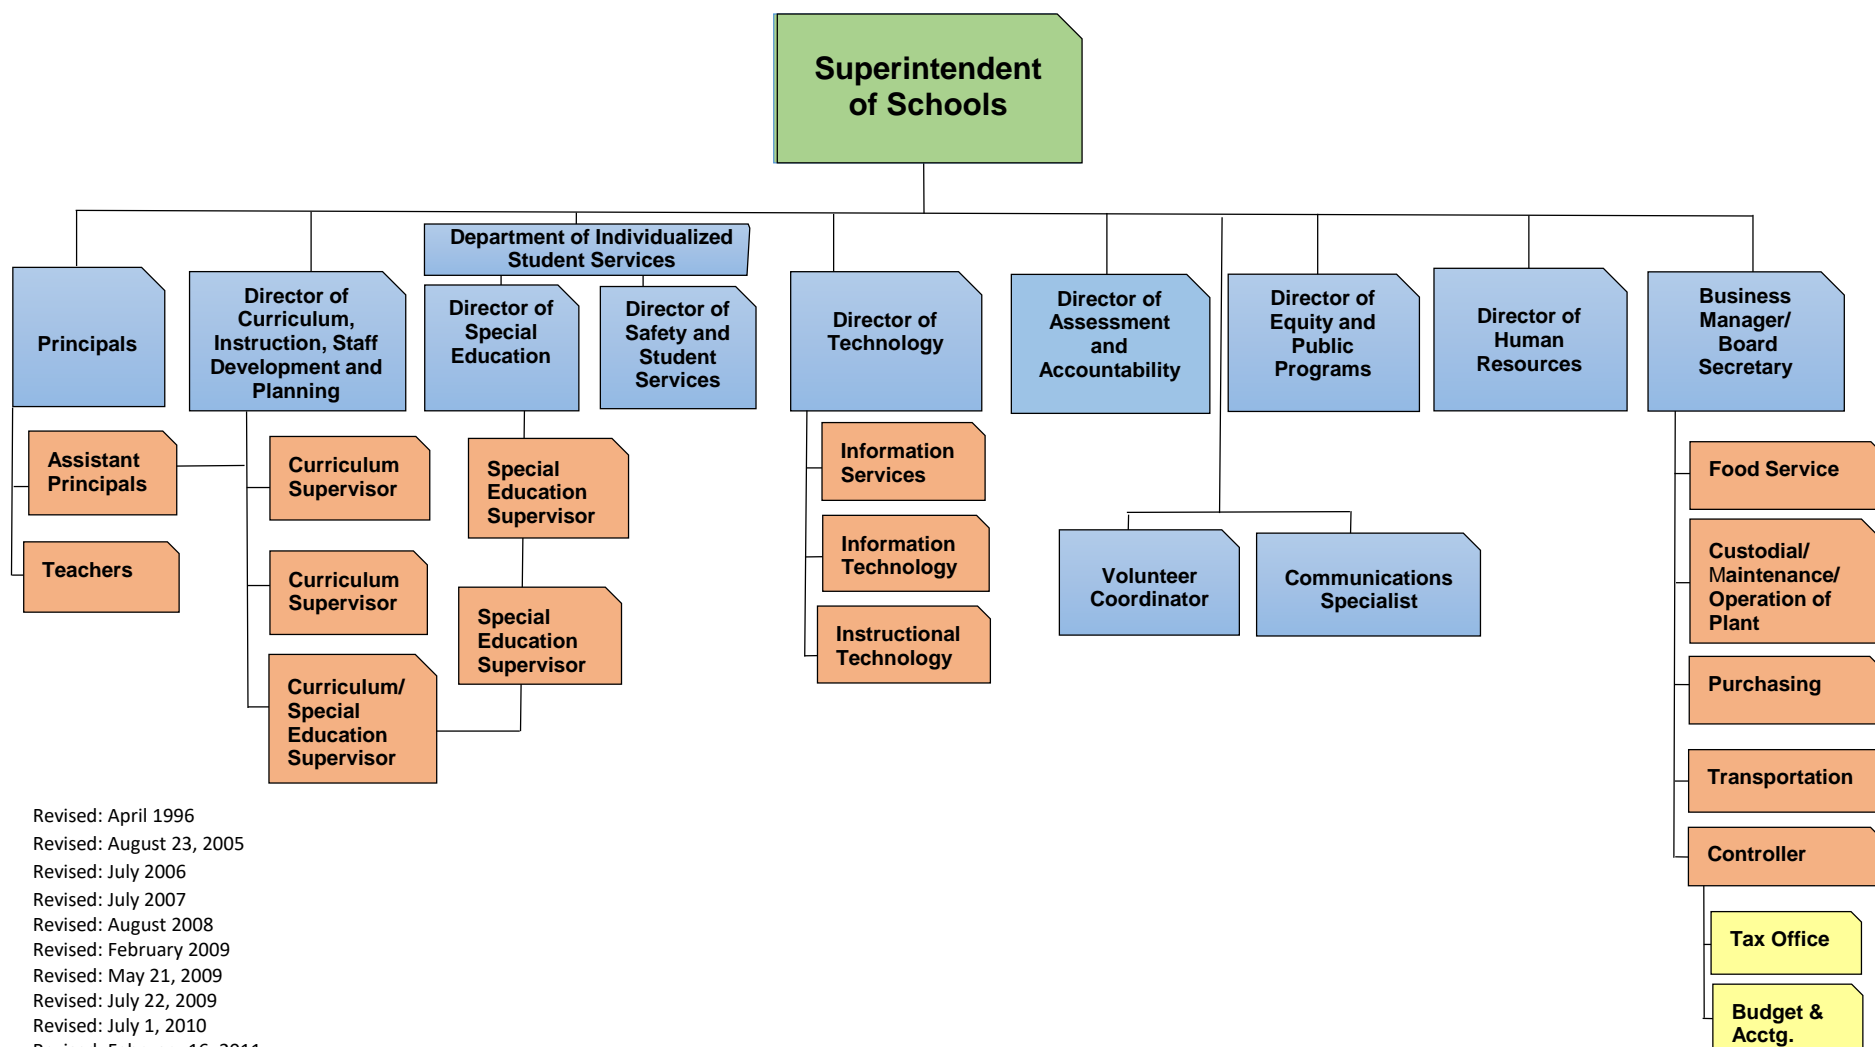 Superintendent
of Schools
Department of Individualized
Student Services
Principals
Director of
Curriculum,
Instruction, Staff
Development and
Planning
Director of
Special
Education
Director of
Safety and
Student
Services
Director of
Technology
Director of
Assessment
and
Accountability
Director of
Equity and
Public
Programs
Director of
Human
Resources
Business
Manager/
Board
Secretary
Assistant
Principals
Teachers
Curriculum
Supervisor
Curriculum
Supervisor
Curriculum/
Special
Education
Supervisor
Special
Education
Supervisor
Special
Education
Supervisor
Information
Services
Information
Technology
Instructional
Technology
Volunteer
Coordinator
Communications
Specialist
Food Service
Custodial/
Maintenance/
Operation of
Plant
Purchasing
Transportation
Controller
Tax Office
Budget &
Acctg.
Revised: April 1996
Revised: August 23, 2005
Revised: July 2006
Revised: July 2007
Revised: August 2008
Revised: February 2009
Revised: May 21, 2009
Revised: July 22, 2009
Revised: July 1, 2010
Revised: February 16, 2011